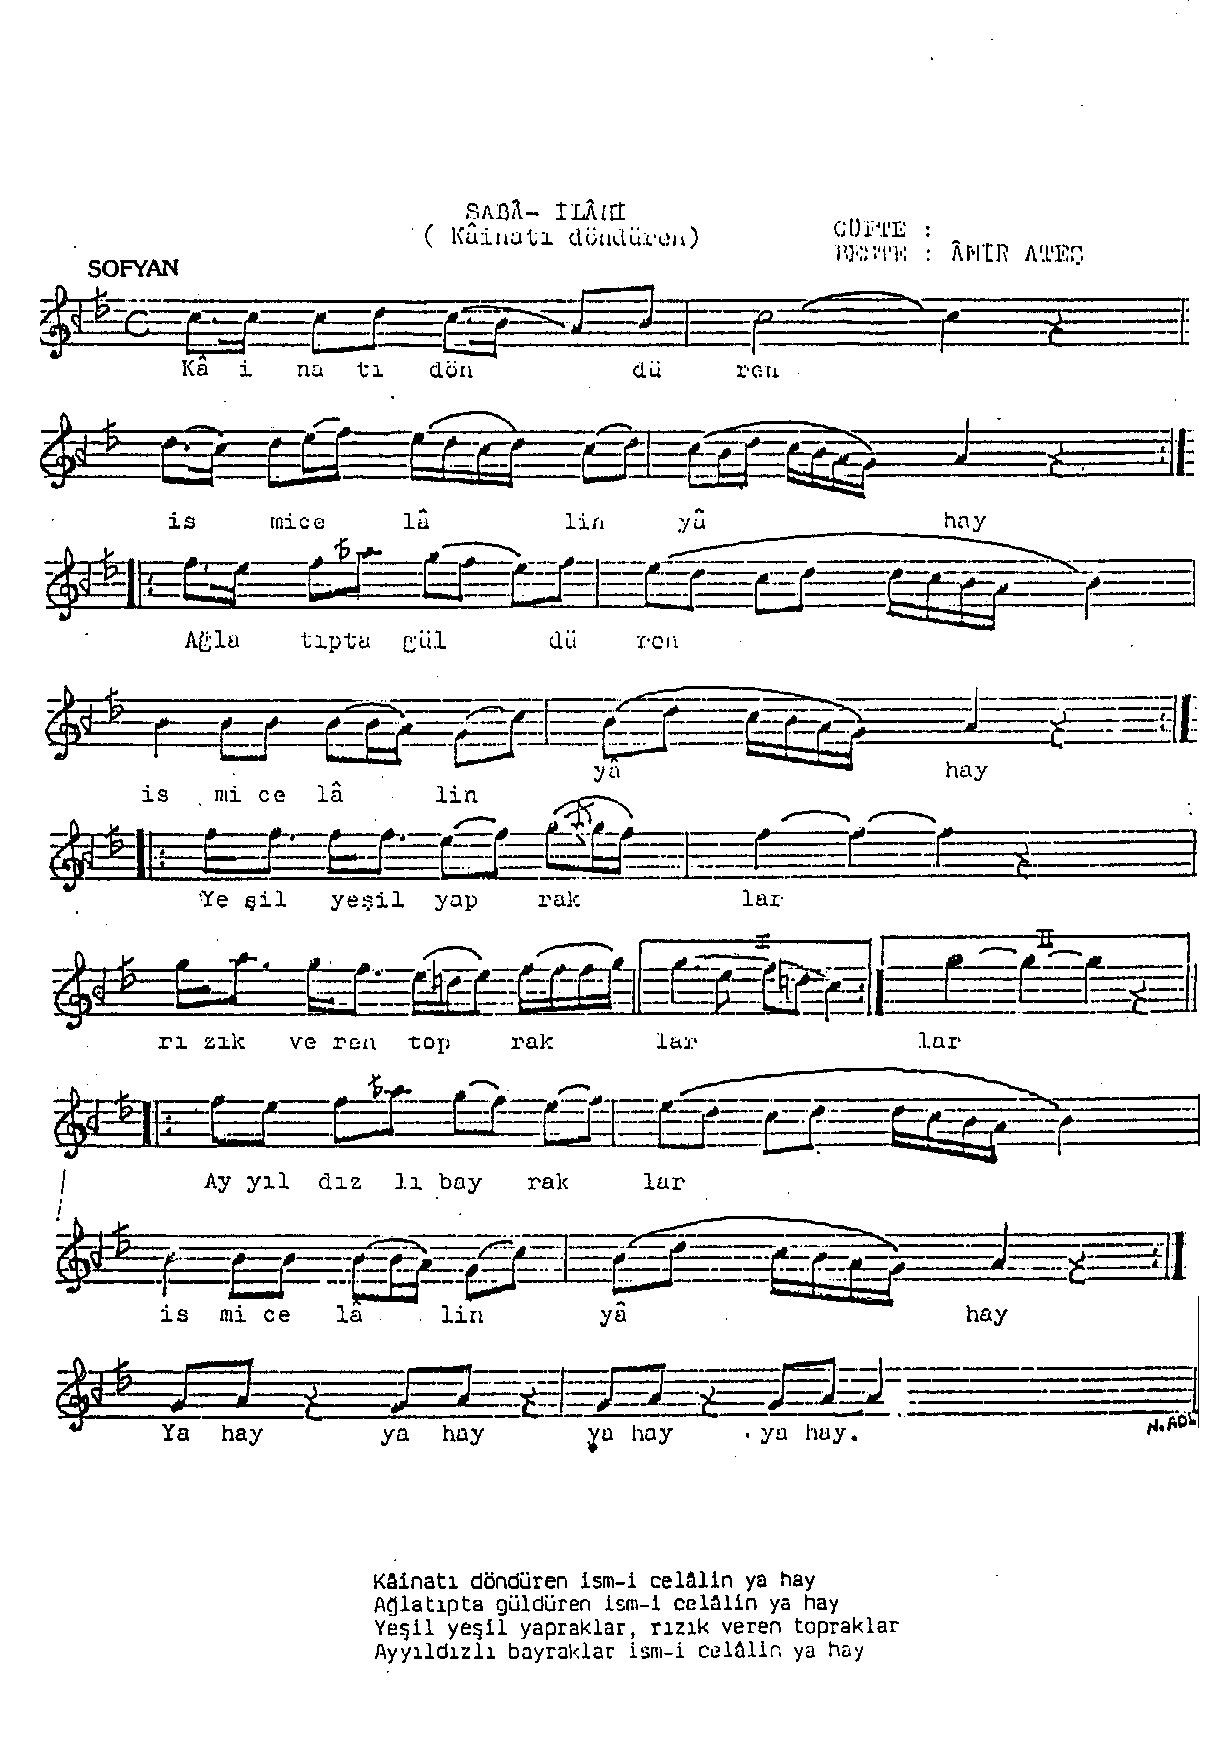 SABÂ- İLÂHİ
( Kâinatı döndüren)
GÜFTE :
BESTE : ÂMİR ATEŞ
SOFYAN
Kâ i na tı dön dü ren
is mice lâ lin yâ hay
Ağla tıpta gül dü ren
is mi ce lâ lin yâ hay
Ye şil yeşil yap rak lar
I II
rı zık ve ren top rak lar lar
Ay yıl dız lı bay rak lar
is mi ce lâ lin yâ hay
Ya hay ya hay ya hay ya hay.
Kâinatı döndüren ism-i celâlin ya hay
Ağlatıpta güldüren ism-i celâlin ya hay
Yeşil yeşil yapraklar, rızık veren topraklar
Ayyıldızlı bayraklar ism-i celâlin ya hay